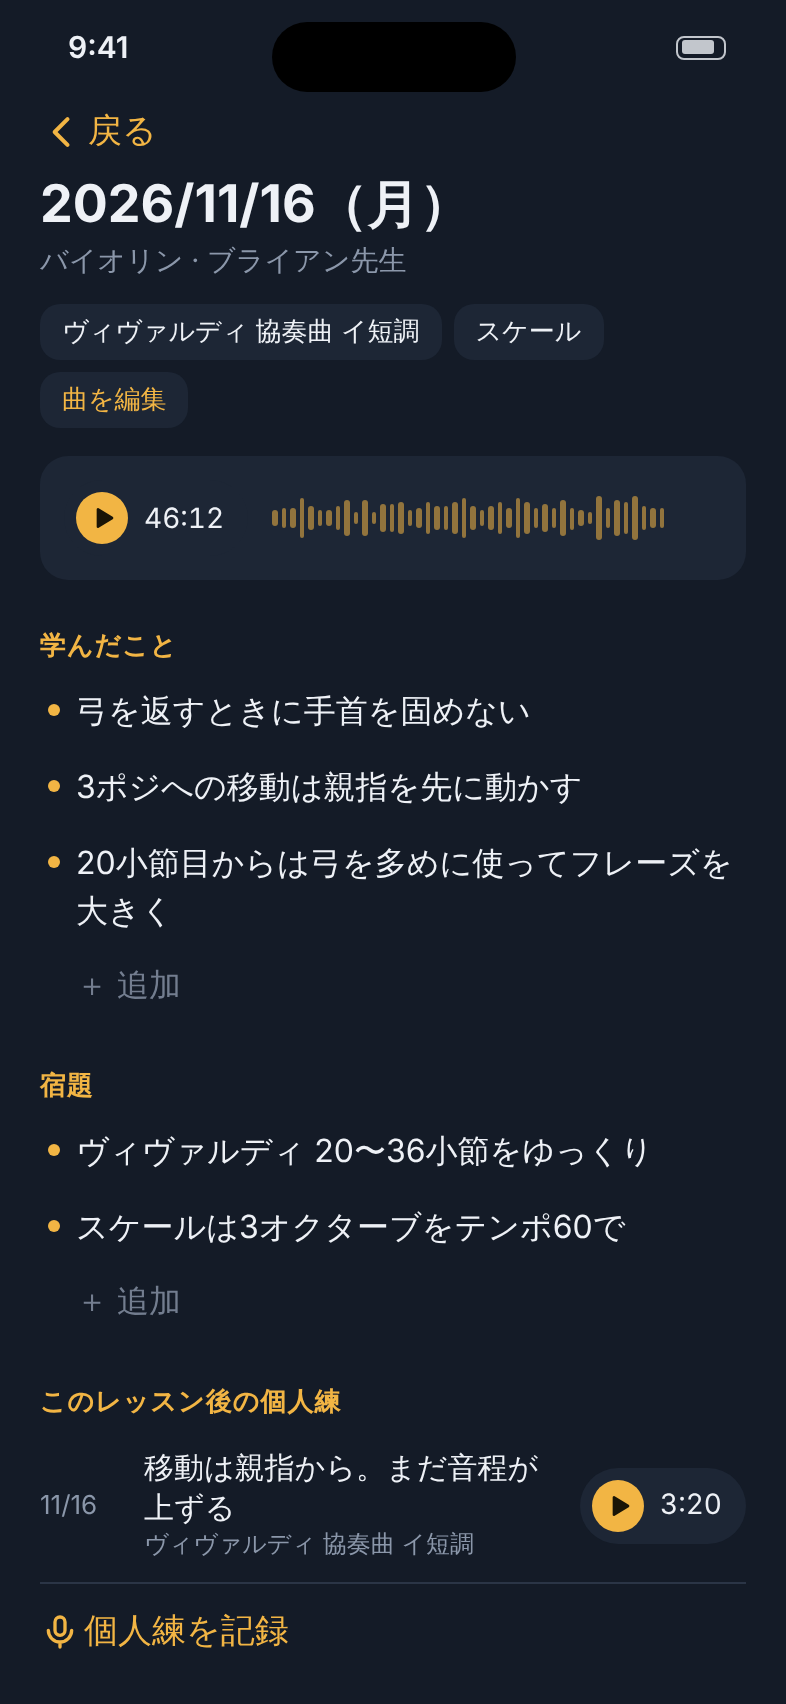 9:41
戻る
2026/11/16（月）
バイオリン · ブライアン先生
ヴィヴァルディ 協奏曲 イ短調
スケール
曲を編集
46:12
学んだこと
弓を返すときに手首を固めない
3ポジへの移動は親指を先に動かす
20小節目からは弓を多めに使ってフレーズを
大きく
＋ 追加
宿題
ヴィヴァルディ 20〜36小節をゆっくり
スケールは3オクターブをテンポ60で
＋ 追加
このレッスン後の個人練
11/16
移動は親指から。まだ音程が
上ずる
ヴィヴァルディ 協奏曲 イ短調
3:20
個人練を記録